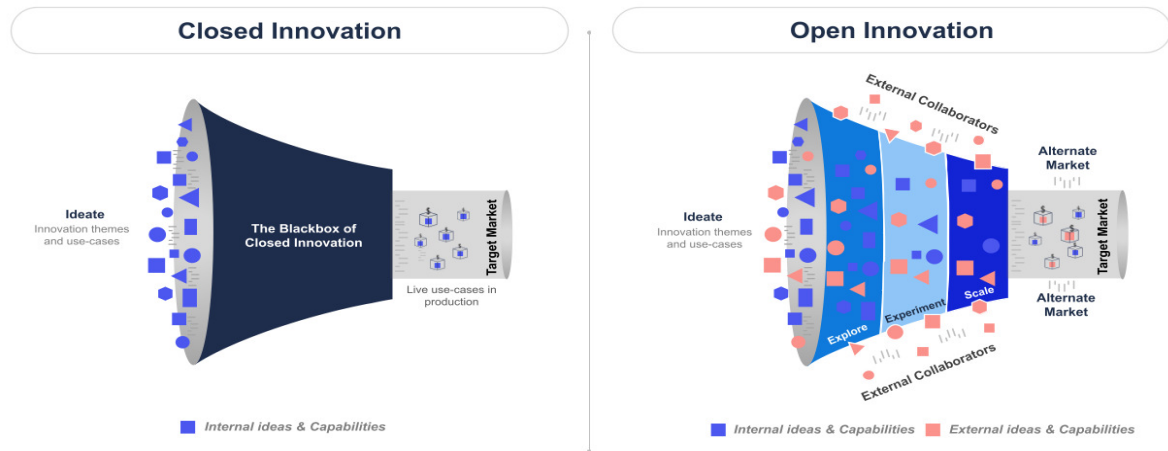 Closed Innovation
Ideate
Innovation themes
and use-cases
The Blackbox of
Closed Innovation
$
$
$
$
$
$
Target Market
Live use-cases in
production
Internal ideas & Capabilities
Open Innovation
External Collaborators
Alternate
Market
Ideate
Innovation themes
and use-cases
Explore
Experiment
Scale
$
$
$
$
$
$
Target Market
Alternate
Market
External Collaborators
Internal ideas & Capabilities
External ideas & Capabilities